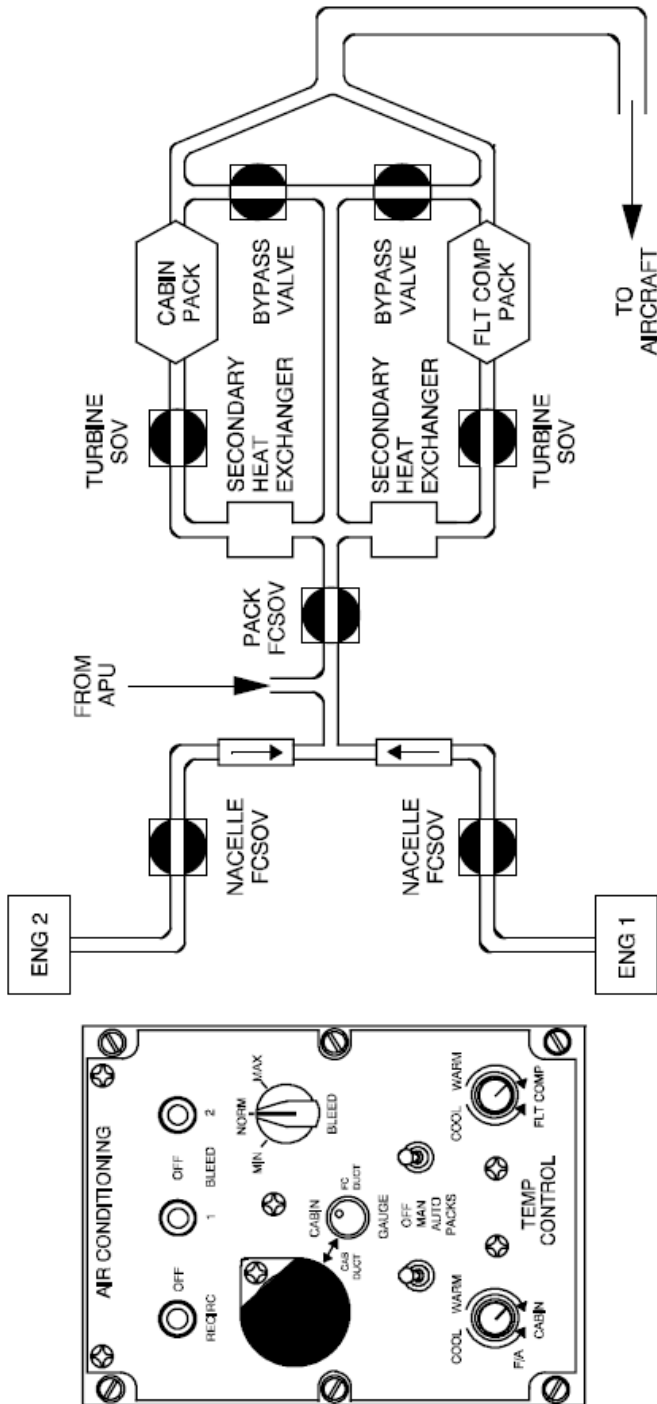 AIR CONDITIONING
OFF OFF
RECIRC 1 BLEED 2
NORM
MIN MAX
BLEED
CABIN
CAB
DUCT
FC
DUCT
GAUGE
OFF
MAN
AUTO
PACKS
COOL WARM
F/A CABIN
COOL WARM
FLT COMP
TEMP
CONTROL
ENG 2
NACELLE
FCSOV
FROM
APU
TURBINE
SOV
CABIN
PACK
PACK
FCSOV
SECONDARY
HEAT
EXCHANGER
BYPASS
VALVE
SECONDARY
HEAT
EXCHANGER
BYPASS
VALVE
NACELLE
FCSOV
FLT COMP
PACK
TURBINE
SOV
ENG 1
TO
AIRCRAFT